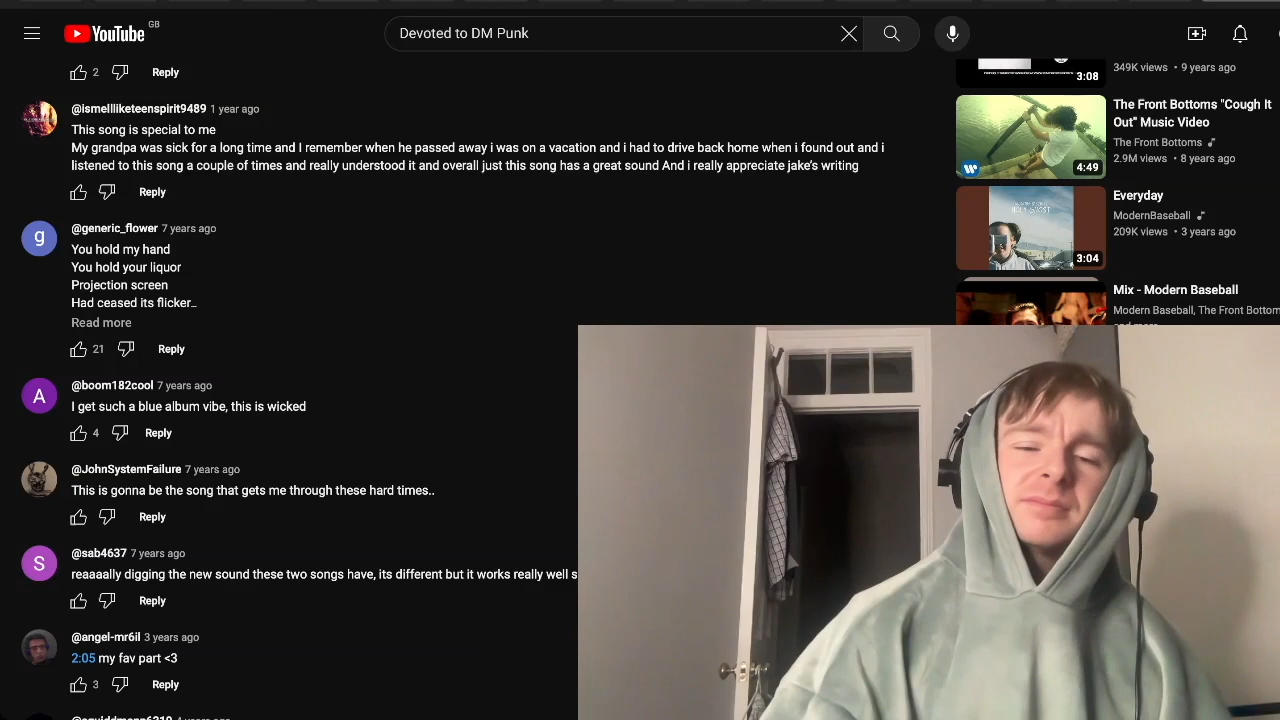 YouTube
GB
Devoted to DM Punk
2
Reply
@ismellliketeenspirit9489 1 year ago
This song is special to me
My grandpa was sick for a long time and I remember when he passed away i was on a vacation and i had to drive back home when i found out and i
listened to this song a couple of times and really understood it and overall just this song has a great sound And i really appreciate jake's writing
Reply
g
@generic_flower 7 years ago
You hold my hand
You hold your liquor
Projection screen
Had ceased its flicker…
Read more
21
Reply
A
@boom182cool 7 years ago
I get such a blue album vibe, this is wicked
4
Reply
@JohnSystemFailure 7 years ago
This is gonna be the song that gets me through these hard times..
Reply
S
@sab4637 7 years ago
reaaaally digging the new sound these two songs have, its different but it works really well s
Reply
@angel-mr6il 3 years ago
2:05 my fav part <3
3
Reply
3:08
349K views • 9 years ago
4:49
The Front Bottoms "Cough It
Out" Music Video
The Front Bottoms
2.9M views • 8 years ago
HOLY GHOST
3:04
Everyday
ModernBaseball
209K views • 3 years ago
Mix - Modern Baseball
Modern Baseball, The Front Bottom